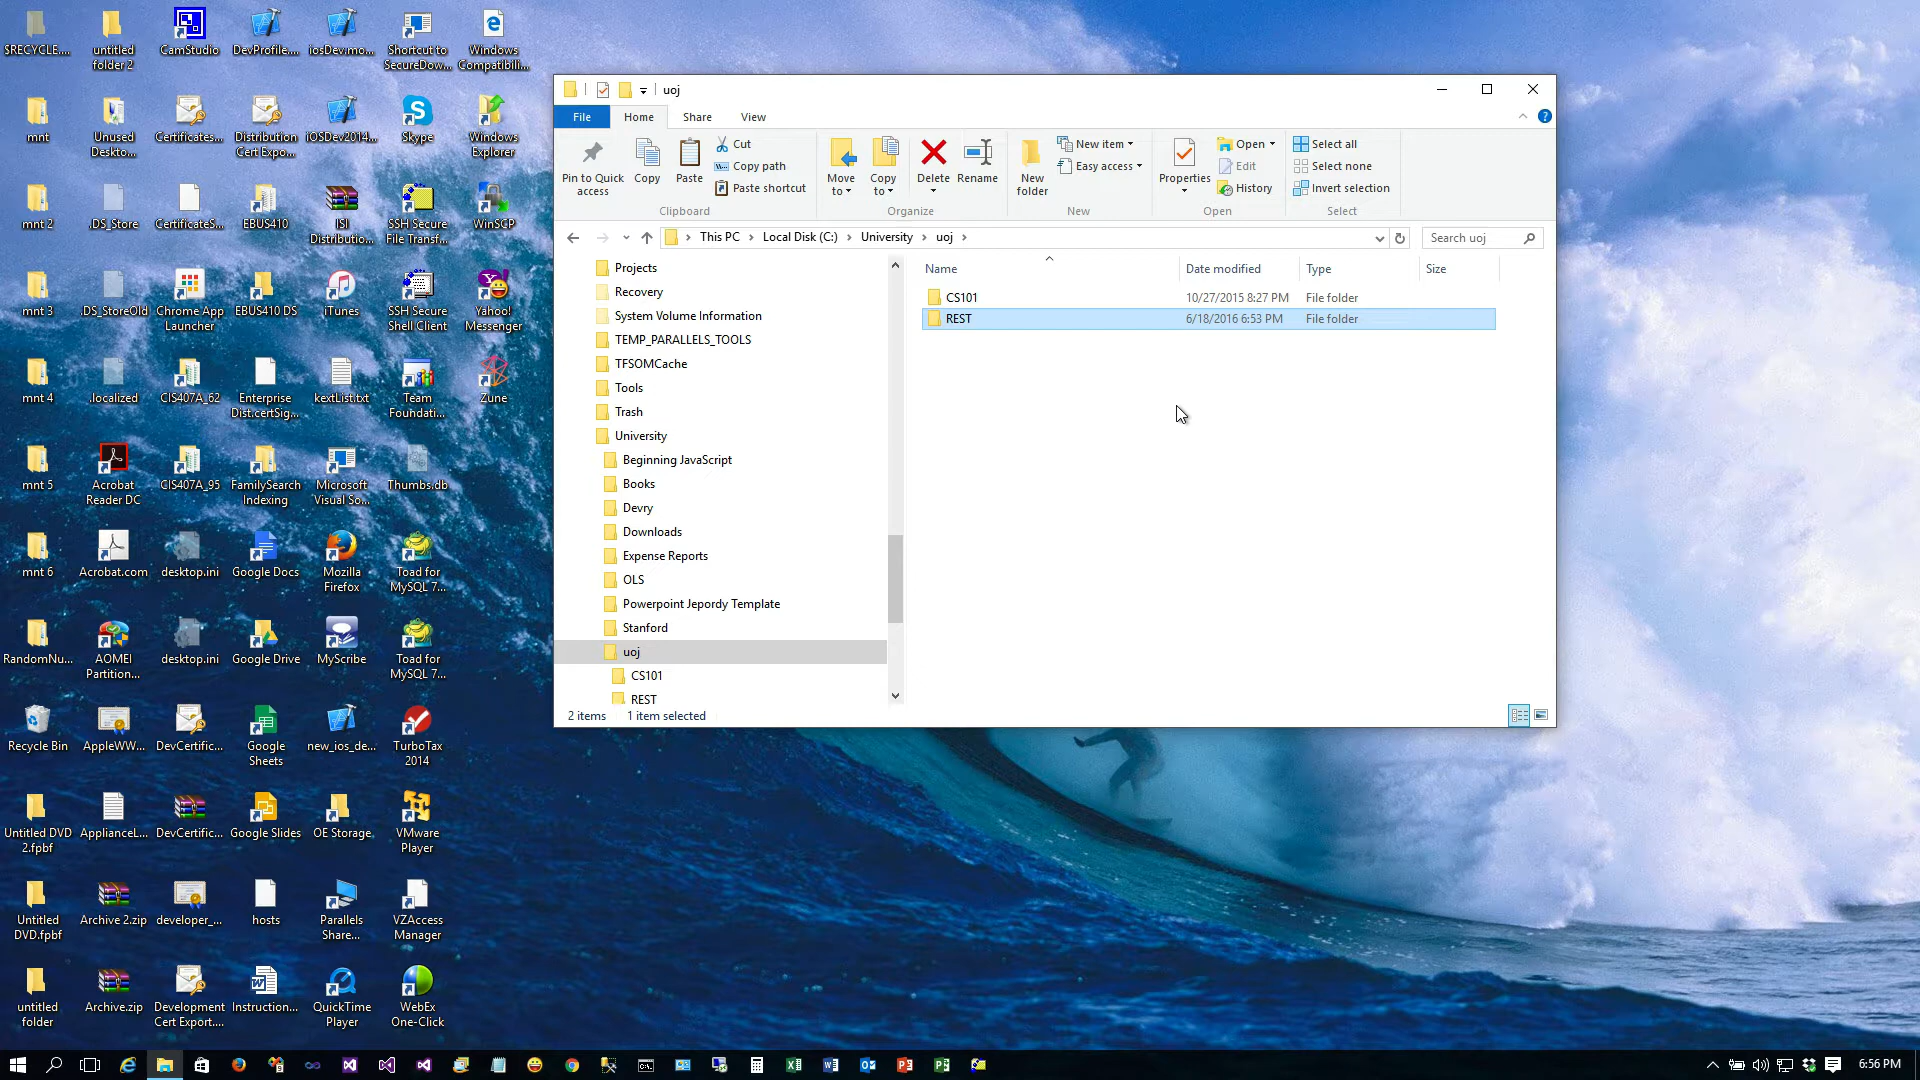 $RECYCLE....
untitled
folder 2
CamStudio
DevProfile....
iosDev.mo...
Shortcut to
SecureDow...
Windows
Compatibili...
mnt
Unused
Deskto...
Certificates...
Distribution
Cert Expo...
iOSDev2014...
Skype
Windows
Explorer
mnt 2
.DS_Store
CertificateS...
EBUS410
ISI
Distributio...
SSH Secure
File Transf...
WinSCP
mnt 3
.DS_StoreOld
Chrome App
Launcher
EBUS410 DS
iTunes
SSH Secure
Shell Client
Yahoo!
Messenger
mnt 4
.localized
CIS407A_62
Enterprise
Dist.certSig...
kextList.txt
Team
Foundati...
Zune
mnt 5
Acrobat
Reader DC
CIS407A_95
FamilySearch
Indexing
Microsoft
Visual So...
Thumbs.db
mnt 6
Acrobat.com
desktop.ini
Google Docs
Mozilla
Firefox
Toad for
MySQL 7...
RandomNu...
AOMEI
Partition...
desktop.ini
Google Drive
MyScribe
Toad for
MySQL 7...
Recycle Bin
AppleWW...
DevCertific...
Google
Sheets
new_ios_de...
TurboTax
2014
Untitled DVD
2.fpbf
ApplianceL...
DevCertific...
Google Slides
OE Storage
VMware
Player
Untitled
DVD.fpbf
Archive 2.zip
developer_...
hosts
Parallels
Share...
VZAccess
Manager
untitled
folder
Archive.zip
Development
Cert Export....
Instruction...
QuickTime
Player
WebEx
One-Click
uoj
File Home Share View
Pin to Quick
access
Copy
Paste
Cut
Copy path
Paste shortcut
Clipboard
Move
to
Copy
to
Delete
Rename
Organize
New
folder
New item
Easy access
New
Properties
Open
Edit
History
Open
Select all
Select none
Invert selection
Select
This PC Local Disk (C:) University uoj
Search uoj
Projects
Recovery
System Volume Information
TEMP_PARALLELS_TOOLS
TFSOMCache
Tools
Trash
University
Beginning JavaScript
Books
Devry
Downloads
Expense Reports
OLS
Powerpoint Jepordy Template
Stanford
uoj
CS101
REST
Name Date modified Type Size
CS101 10/27/2015 8:27 PM File folder
REST 6/18/2016 6:53 PM File folder
2 items 1 item selected
6:56 PM